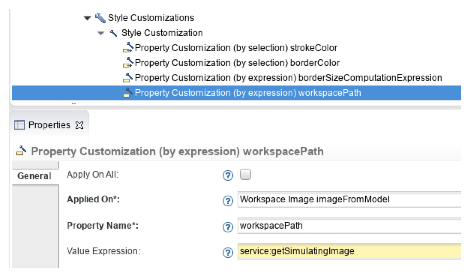 Style Customizations
Style Customization
Property Customization (by selection) strokeColor
Property Customization (by selection) borderColor
Property Customization (by expression) borderSizeComputationExpression
Property Customization (by expression) workspacePath
Properties
Property Customization (by expression) workspacePath
General
Apply On All:
Applied On*:
Workspace Image imageFromModel
Property Name*:
workspacePath
Value Expression:
service:getSimulatingImage